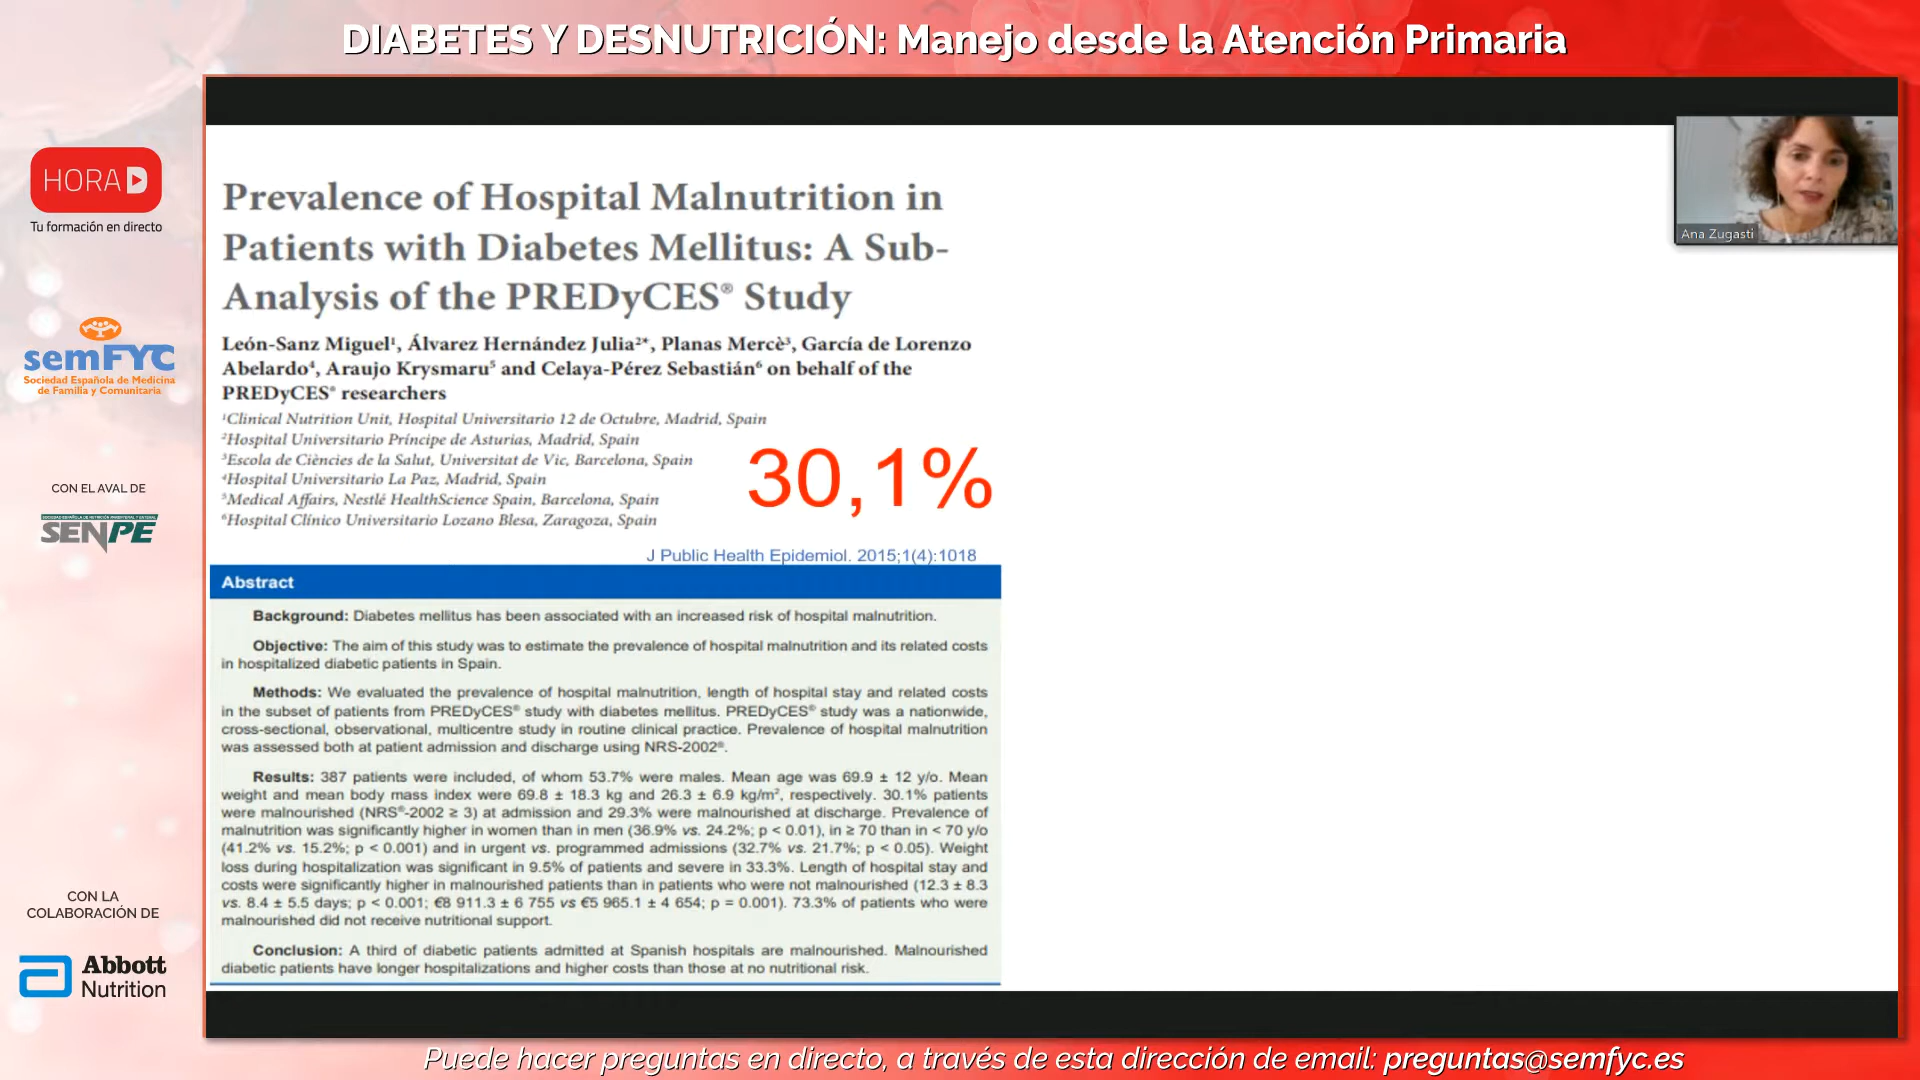 DIABETES Y DESNUTRICIÓN: Manejo desde la Atención Primaria
HORA D
Tu formación en directo
semFYC
Sociedad Española de Medicina
de Familia y Comunitaria
CON EL AVAL DE
SENPE
CON LA
COLABORACIÓN DE
Abbott
Nutrition
Prevalence of Hospital Malnutrition in
Patients with Diabetes Mellitus: A Sub-
Analysis of the PREDyCES® Study
León-Sanz Miguel¹, Álvarez Hernández Julia²*, Planas Mercè³, García de Lorenzo
Abelardo⁴, Araujo Krysmaru⁵ and Celaya-Pérez Sebastián⁶ on behalf of the
PREDyCES® researchers
¹Clinical Nutrition Unit, Hospital Universitario 12 de Octubre, Madrid, Spain
²Hospital Universitario Príncipe de Asturias, Madrid, Spain
³Escola de Ciències de la Salut, Universitat de Vic, Barcelona, Spain
⁴Hospital Universitario La Paz, Madrid, Spain
⁵Medical Affairs, Nestlé HealthScience Spain, Barcelona, Spain
⁶Hospital Clínico Universitario Lozano Blesa, Zaragoza, Spain
30,1%
J Public Health Epidemiol. 2015;1(4):1018
Abstract
Background: Diabetes mellitus has been associated with an increased risk of hospital malnutrition.
Objective: The aim of this study was to estimate the prevalence of hospital malnutrition and its related costs
in hospitalized diabetic patients in Spain.
Methods: We evaluated the prevalence of hospital malnutrition, length of hospital stay and related costs
in the subset of patients from PREDyCES® study with diabetes mellitus. PREDyCES® study was a nationwide,
cross-sectional, observational, multicentre study in routine clinical practice. Prevalence of hospital malnutrition
was assessed both at patient admission and discharge using NRS-2002®.
Results: 387 patients were included, of whom 53.7% were males. Mean age was 69.9 ± 12 y/o. Mean
weight and mean body mass index were 69.8 ± 18.3 kg and 26.3 ± 6.9 kg/m², respectively. 30.1% patients
were malnourished (NRS®-2002 ≥ 3) at admission and 29.3% were malnourished at discharge. Prevalence of
malnutrition was significantly higher in women than in men (36.9% vs. 24.2%; p < 0.01), in ≥ 70 than in < 70 y/o
(41.2% vs. 15.2%; p < 0.001) and in urgent vs. programmed admissions (32.7% vs. 21.7%; p < 0.05). Weight
loss during hospitalization was significant in 9.5% of patients and severe in 33.3%. Length of hospital stay and
costs were significantly higher in malnourished patients than in patients who were not malnourished (12.3 ± 8.3
vs. 8.4 ± 5.5 days; p < 0.001; €8 911.3 ± 6 755 vs €5 965.1 ± 4 654; p = 0.001). 73.3% of patients who were
malnourished did not receive nutritional support.
Conclusion: A third of diabetic patients admitted at Spanish hospitals are malnourished. Malnourished
diabetic patients have longer hospitalizations and higher costs than those at no nutritional risk.
Ana Zugasti
Puede hacer preguntas en directo, a través de esta dirección de email: preguntas@semfyc.es